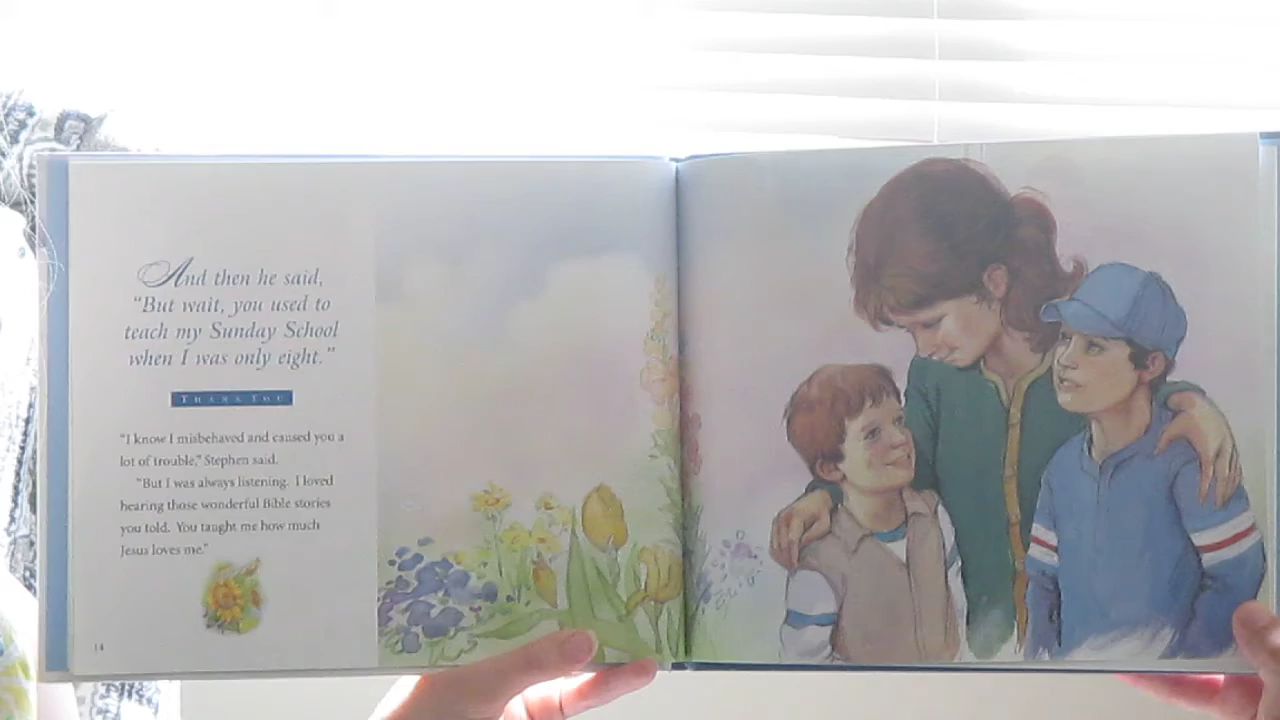 And then he said,
“But wait, you used to
teach my Sunday School
when I was only eight.”
THANK YOU
“I know I misbehaved and caused you a
lot of trouble,” Stephen said.
“But I was always listening. I loved
hearing those wonderful Bible stories
you told. You taught me how much
Jesus loves me.”
14